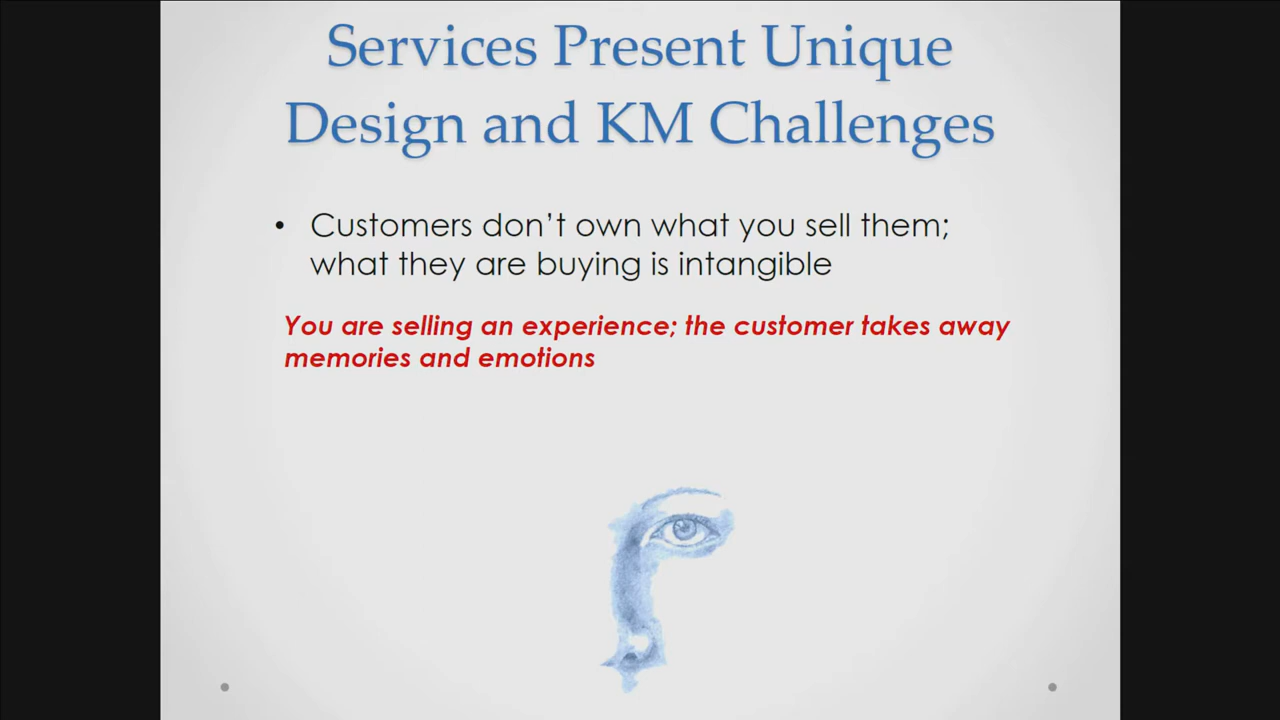 Services Present Unique
Design and KM Challenges
• Customers don’t own what you sell them;
what they are buying is intangible
You are selling an experience; the customer takes away
memories and emotions